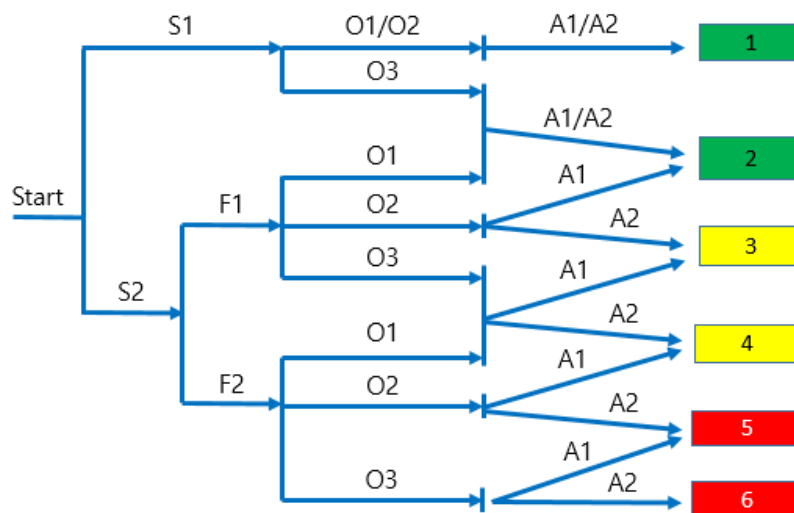 S1 O1/O2 A1/A2 1
O3
A1/A2
2
O1 A1
Start F1 O2 A2 3
O3 A1
S2
A2
O1 A1 4
F2 O2 A2
5
A1
O3 A2 6